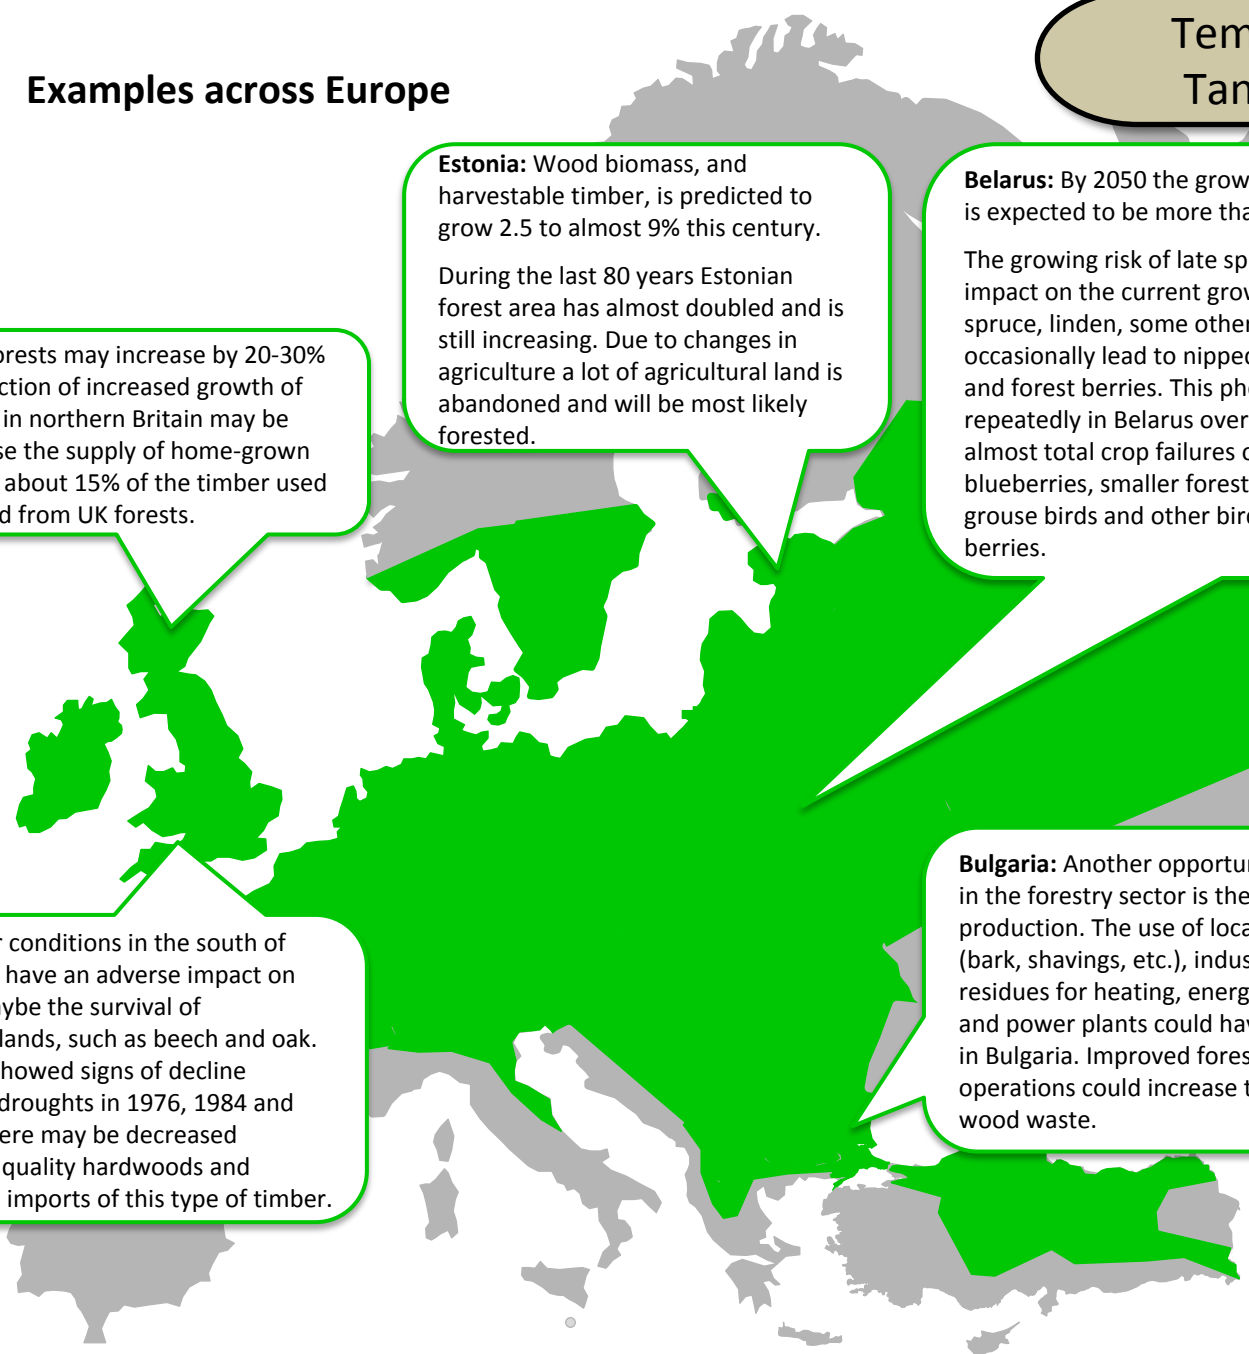 Examples across Europe
Estonia: Wood biomass, and
harvestable timber, is predicted to
grow 2.5 to almost 9% this century.
During the last 80 years Estonian
forest area has almost doubled and is
still increasing. Due to changes in
agriculture a lot of agricultural land is
abandoned and will be most likely
forested.
Belarus: By 2050 the grow
is expected to be more tha
The growing risk of late sp
impact on the current grow
spruce, linden, some other
occasionally lead to nipped
and forest berries. This phe
repeatedly in Belarus over
almost total crop failures o
blueberries, smaller forest
grouse birds and other bird
berries.
orests may increase by 20-30%
ction of increased growth of
in northern Britain may be
se the supply of home-grown
about 15% of the timber used
d from UK forests.
r conditions in the south of
have an adverse impact on
aybe the survival of
lands, such as beech and oak.
showed signs of decline
droughts in 1976, 1984 and
here may be decreased
quality hardwoods and
imports of this type of timber.
Bulgaria: Another opportun
in the forestry sector is the
production. The use of loca
(bark, shavings, etc.), indus
residues for heating, energ
and power plants could hav
in Bulgaria. Improved fores
operations could increase t
wood waste.
Tem
Tan